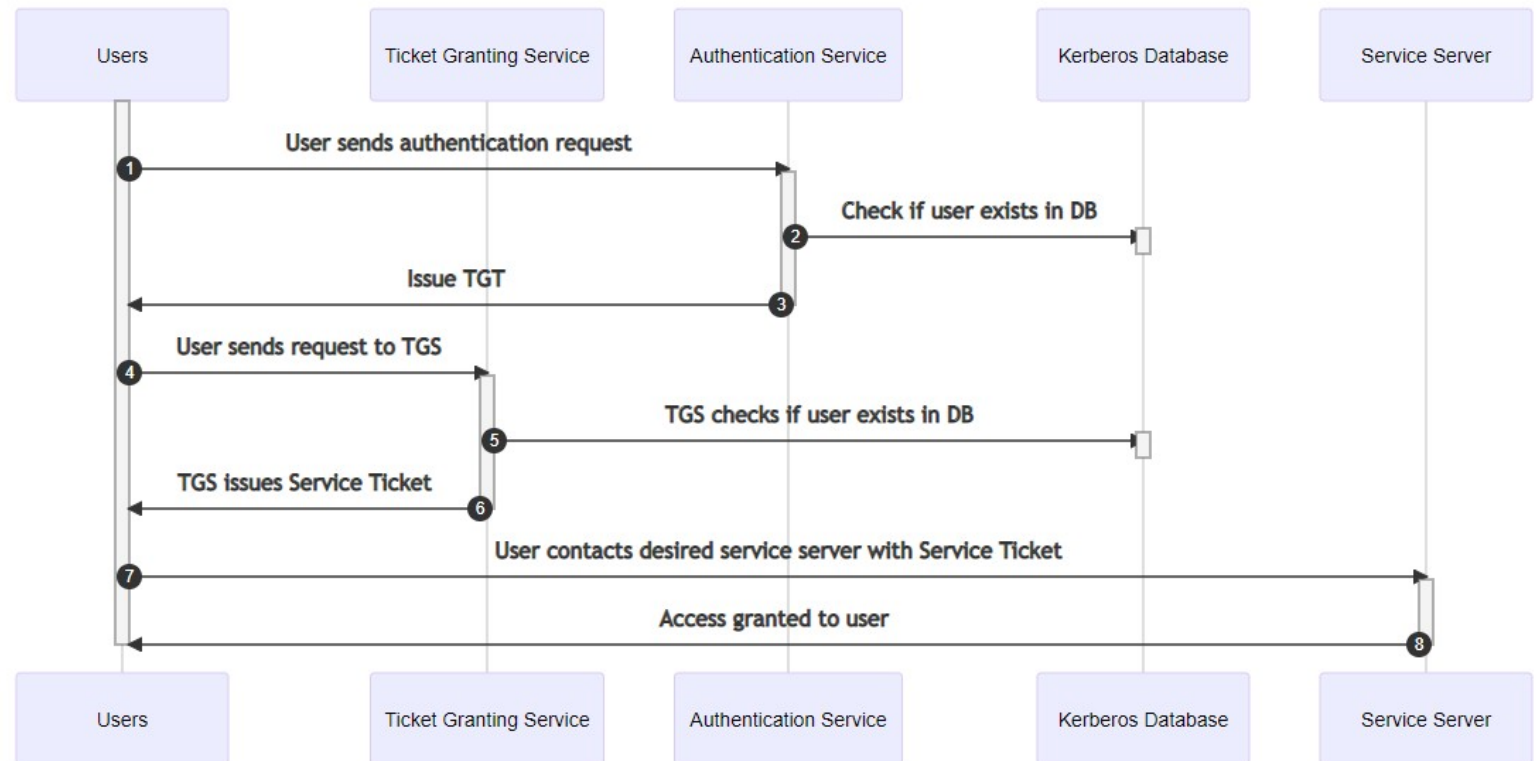 Users
Ticket Granting Service
Authentication Service
Kerberos Database
Service Server
User sends authentication request
1
Check if user exists in DB
2
Issue TGT
3
User sends request to TGS
4
TGS checks if user exists in DB
5
TGS issues Service Ticket
6
User contacts desired service server with Service Ticket
7
Access granted to user
8
Users
Ticket Granting Service
Authentication Service
Kerberos Database
Service Server